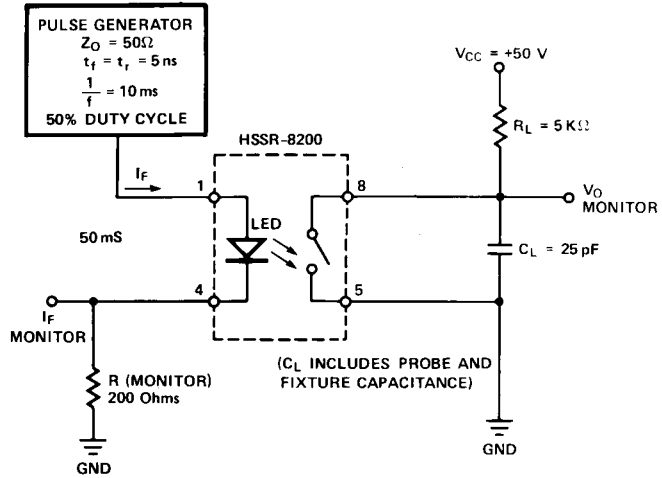 PULSE GENERATOR
Z_O = 50Ω
t_f = t_r = 5 ns
1/f = 10 ms
50% DUTY CYCLE
V_CC = +50 V
R_L = 5 KΩ
HSSR-8200
I_F
1
8
V_O
MONITOR
LED
50 mS
C_L = 25 pF
4
5
I_F
MONITOR
(C_L INCLUDES PROBE AND
FIXTURE CAPACITANCE)
R (MONITOR)
200 Ohms
GND
GND